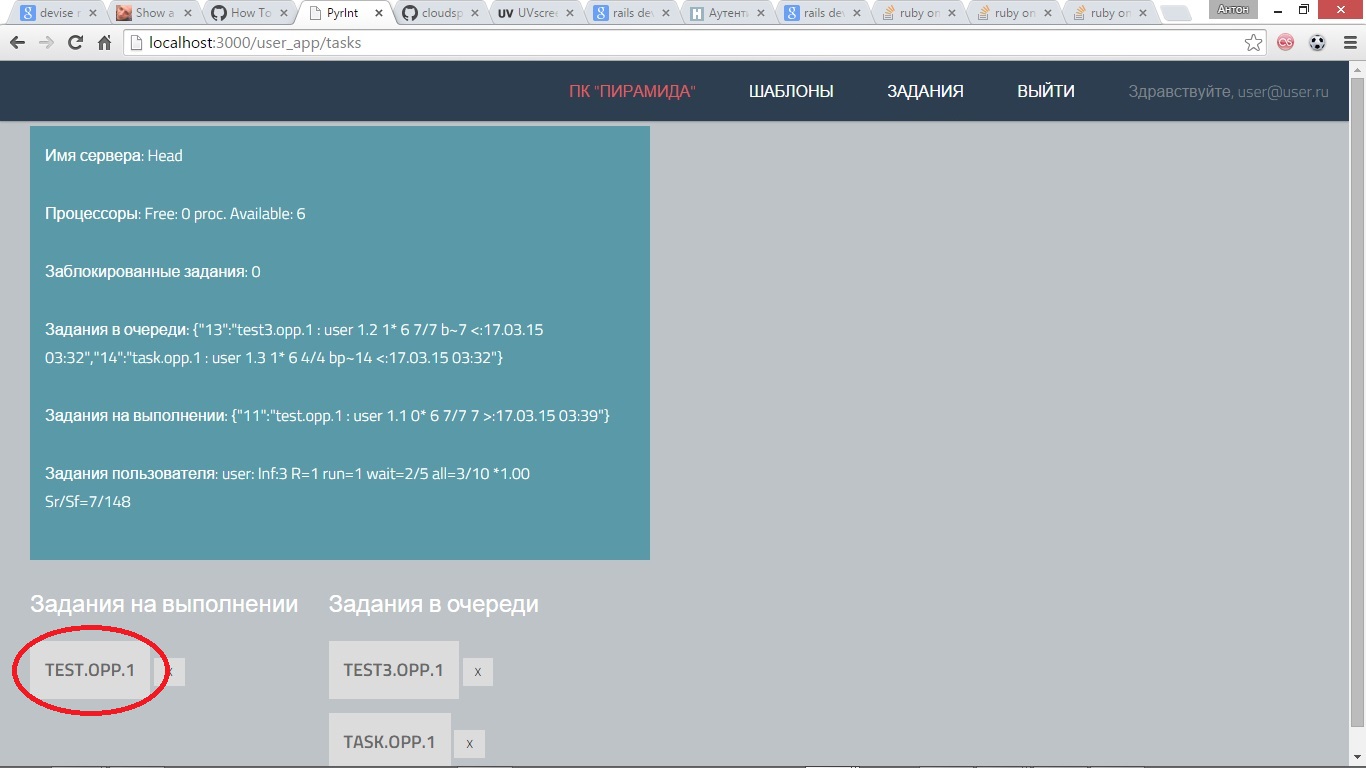 devise r
Show a
How To
PyrInt
cloudsp
UVscree
rails dev
Аутента
rails dev
ruby on
ruby on
ruby on
Антон
localhost:3000/user_app/tasks
ПК "ПИРАМИДА" ШАБЛОНЫ ЗАДАНИЯ ВЫЙТИ Здравствуйте, user@user.ru
Имя сервера: Head
Процессоры: Free: 0 proc. Available: 6
Заблокированные задания: 0
Задания в очереди: {"13":"test3.opp.1 : user 1.2 1* 6 7/7 b~7 <:17.03.15
03:32","14":"task.opp.1 : user 1.3 1* 6 4/4 bp~14 <:17.03.15 03:32"}
Задания на выполнении: {"11":"test.opp.1 : user 1.1 0* 6 7/7 7 >:17.03.15 03:39"}
Задания пользователя: user: Inf:3 R=1 run=1 wait=2/5 all=3/10 *1.00
Sr/Sf=7/148
Задания на выполнении
TEST.OPP.1 x
Задания в очереди
TEST3.OPP.1 x
TASK.OPP.1 x